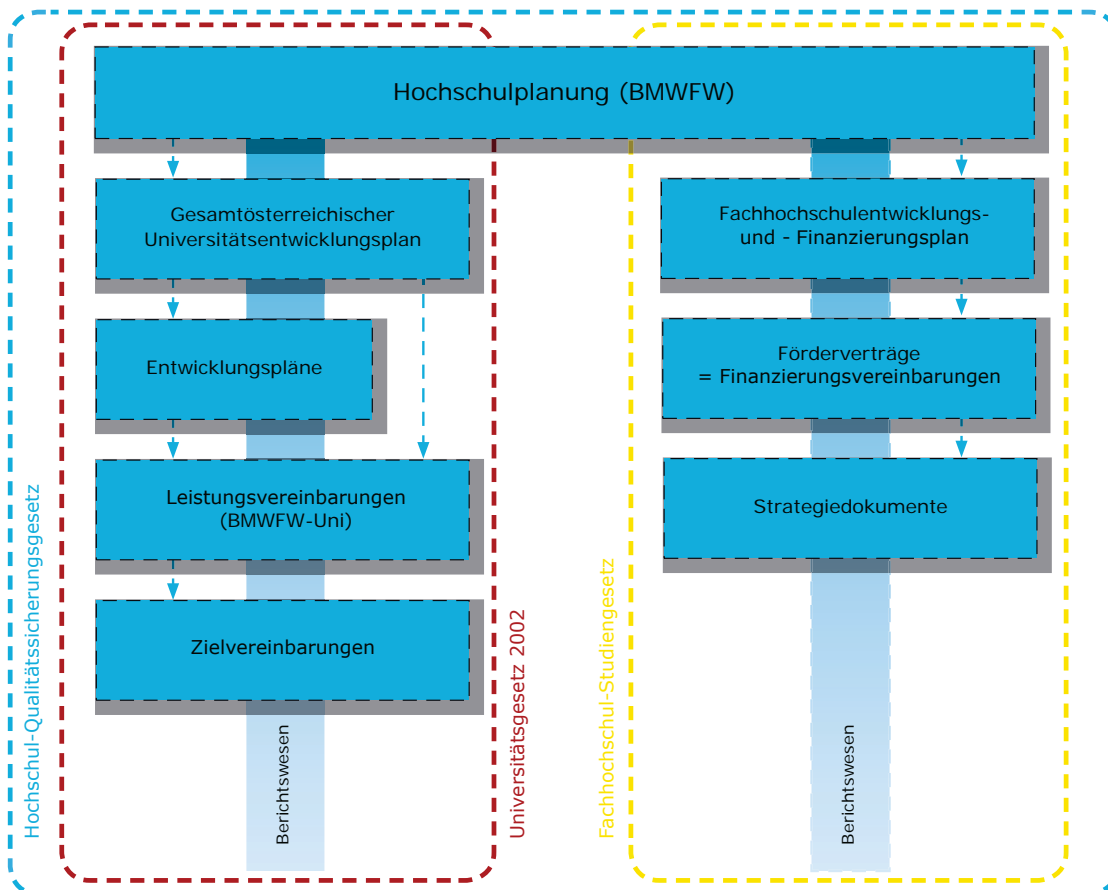 Hochschulplanung (BMWFW)
Gesamtösterreichischer
Universitätsentwicklungsplan
Entwicklungspläne
Leistungsvereinbarungen
(BMWFW-Uni)
Zielvereinbarungen
Fachhochschulentwicklungs-
und - Finanzierungsplan
Förderverträge
= Finanzierungsvereinbarungen
Strategiedokumente
Hochschul-Qualitätssicherungsgesetz
Berichtswesen
Universitätsgesetz 2002
Fachhochschul-Studiengesetz
Berichtswesen